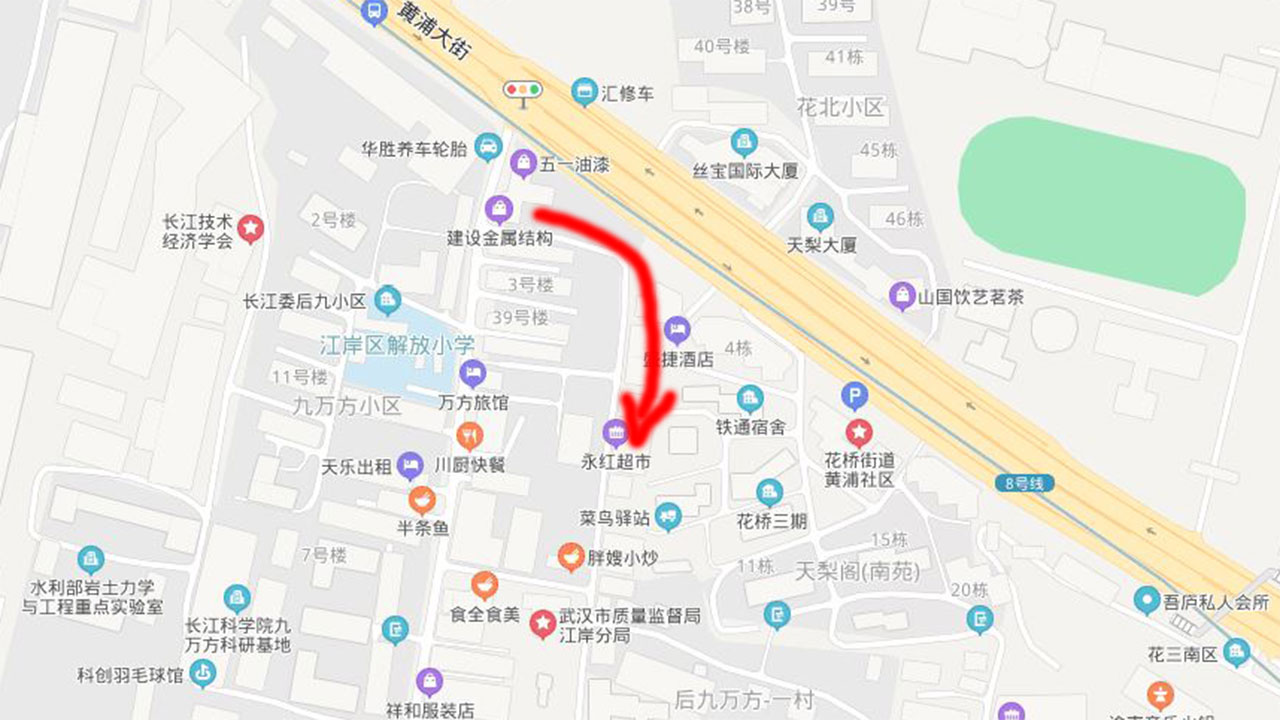 38号
39号
黄浦大街
40号楼
41栋
汇修车
花北小区
华胜养车轮胎
五一油漆
45栋
丝宝国际大厦
2号楼
46栋
长江技术
经济学会
建设金属结构
天梨大厦
3号楼
长江委后九小区
山国饮艺茗茶
39号楼
江岸区解放小学
捷酒店
4栋
11号楼
九万方小区
万方旅馆
P
铁通宿舍
永红超市
花桥街道
黄浦社区
天乐出租
川厨快餐
8号线
半条鱼
菜鸟驿站
花桥三期
7号楼
胖嫂小炒
15栋
11栋
天梨阁(南苑)
水利部岩土力学
与工程重点实验室
20栋
吾庐私人会所
食全食美
武汉市质量监督局
江岸分局
长江科学院九
万方科研基地
花三南区
科创羽毛球馆
后九万方-一村
祥和服装店